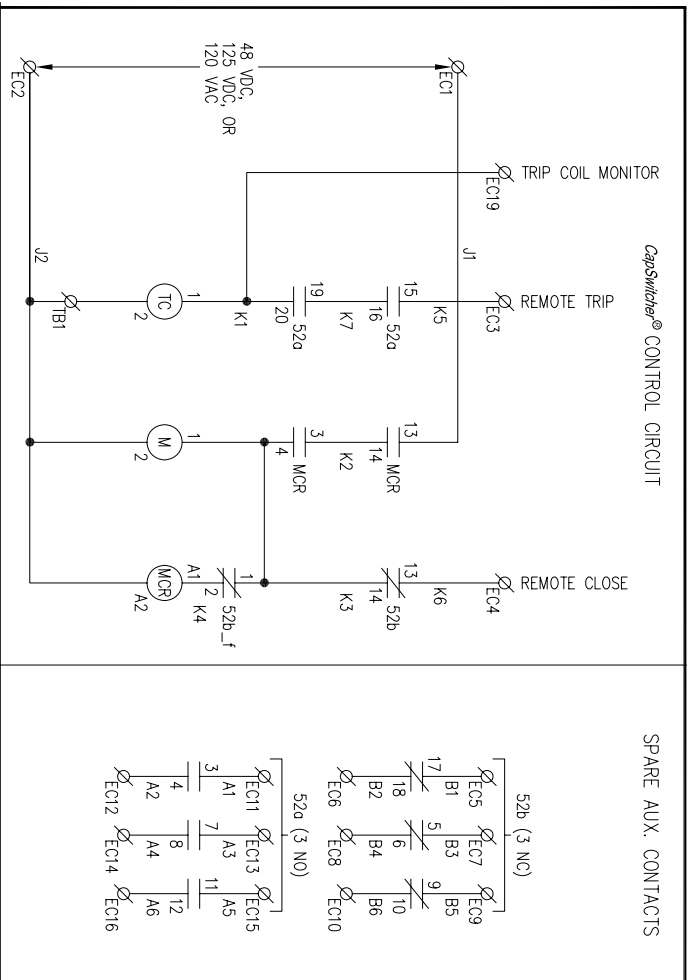 CapSwitcher® CONTROL CIRCUIT
SPARE AUX. CONTACTS
TRIP COIL MONITOR
REMOTE TRIP
REMOTE CLOSE
EC19
EC3
EC4
EC1
J1
48 VDC,
125 VDC, OR
120 VAC
EC2
J2
K5
15
16
52a
K7
19
20
52a
K1
1
TC
2
TB1
13
14
MCR
K2
3
4
MCR
1
M
2
K6
13
14
52b
K3
1
2
52b_f
K4
A1
MCR
A2
52b (3 NC)
EC5
B1
17
18
B2
EC6
EC7
B3
5
6
B4
EC8
EC9
B5
9
10
B6
EC10
52a (3 NO)
EC11
A1
3
4
A2
EC12
EC13
A3
7
8
A4
EC14
EC15
A5
11
12
A6
EC16